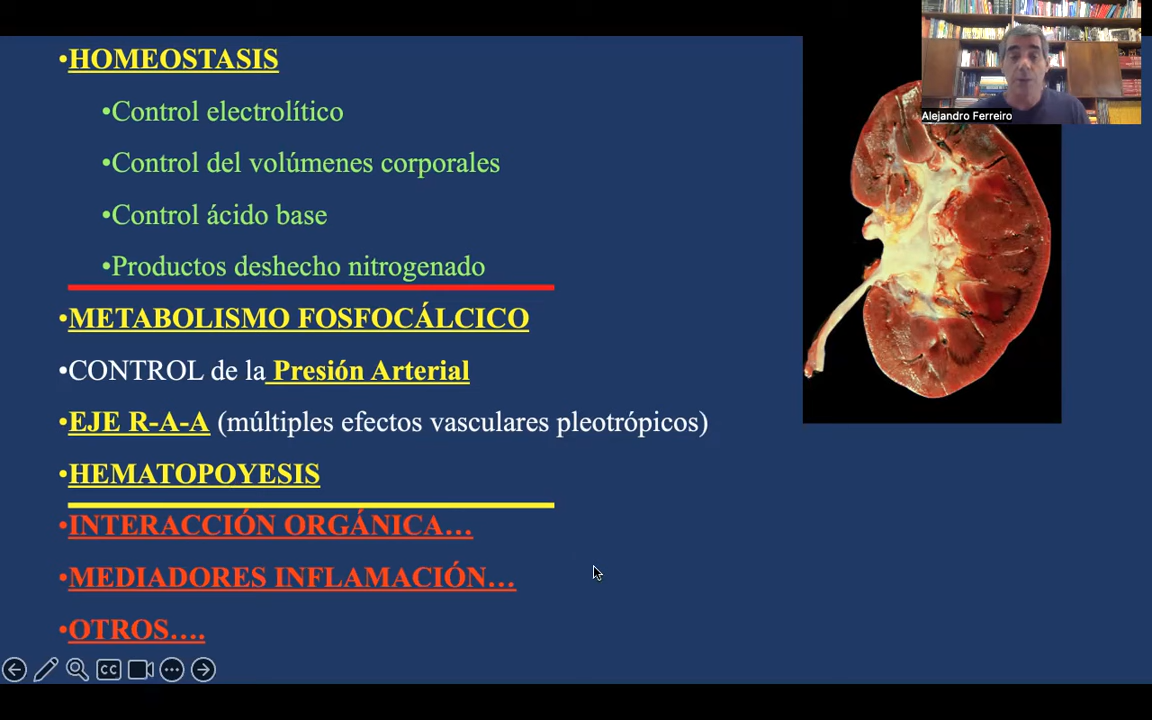 •HOMEOSTASIS
•Control electrolítico
•Control del volúmenes corporales
•Control ácido base
•Productos deshecho nitrogenado
•METABOLISMO FOSFOCÁLCICO
•CONTROL de la Presión Arterial
•EJE R-A-A (múltiples efectos vasculares pleotrópicos)
•HEMATOPOYESIS
•INTERACCIÓN ORGÁNICA…
•MEDIADORES INFLAMACIÓN…
•OTROS….
Alejandro Ferreiro
CC